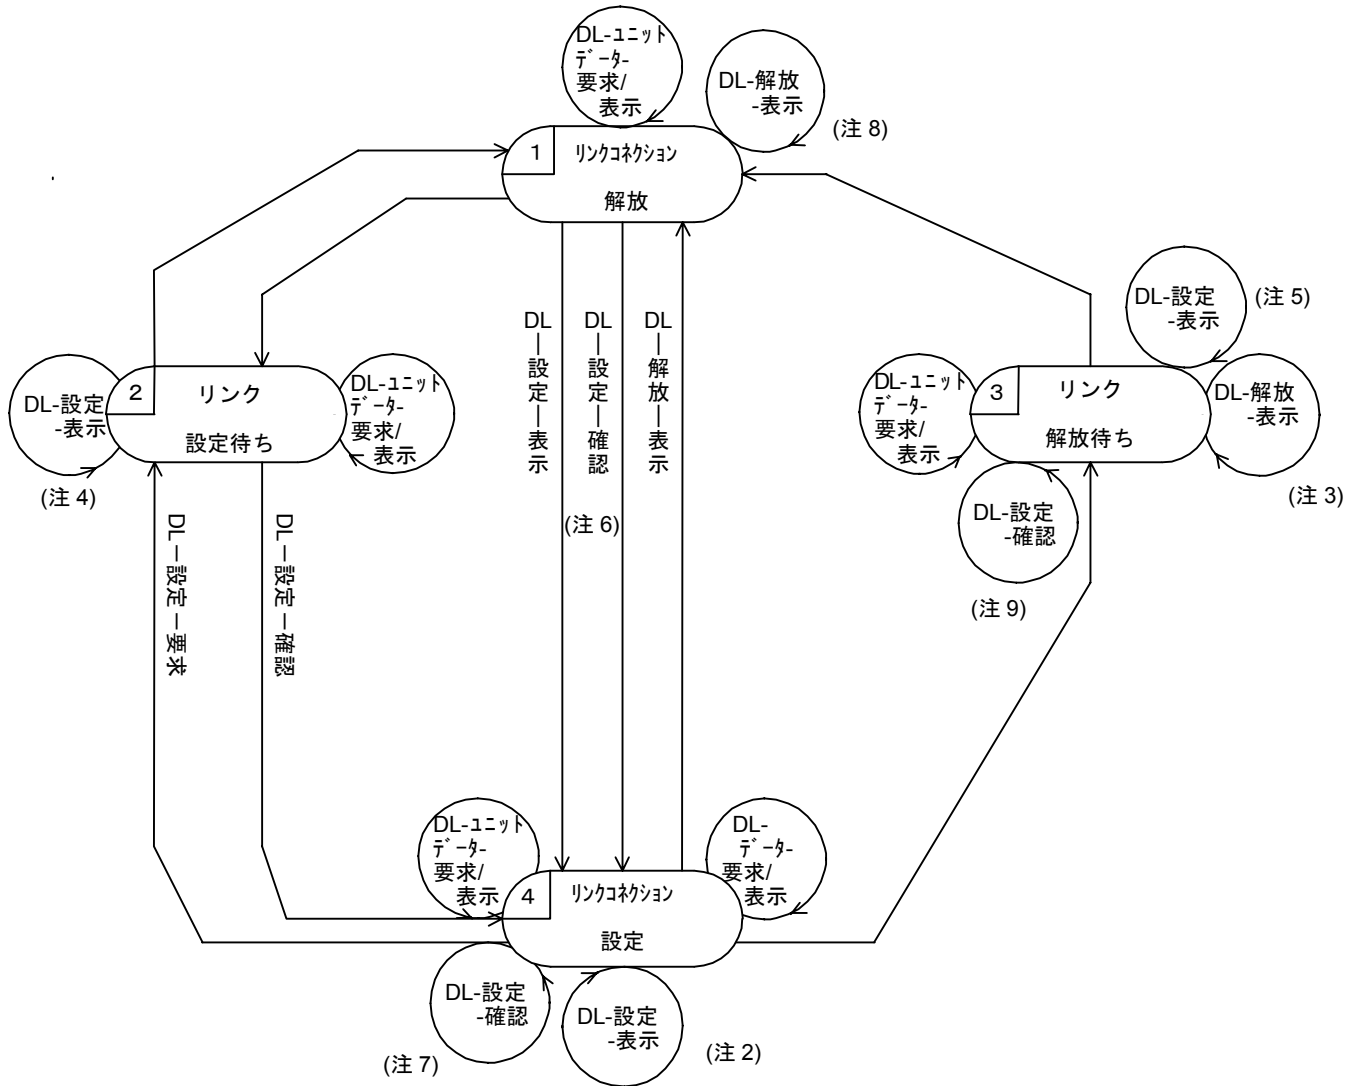 DL-ユニット
データ-
要求/
表示
DL-解放
-表示
(注 8)
1
リンクコネクション
解放
DL-設定
-表示
(注 5)
DL—設定—表示
DL—設定—確認
DL—解放—表示
(注 6)
DL-設定
-表示
(注 4)
2
リンク
設定待ち
DL-ユニット
データ-
要求/
表示
DL-ユニット
データ-
要求/
表示
3
リンク
解放待ち
DL-解放
-表示
(注 3)
DL-設定
-確認
(注 9)
DL—設定—要求
DL—設定—確認
DL-ユニット
データ-
要求/
表示
4
リンクコネクション
設定
DL-
データ-
要求/
表示
DL-設定
-確認
(注 7)
DL-設定
-表示
(注 2)